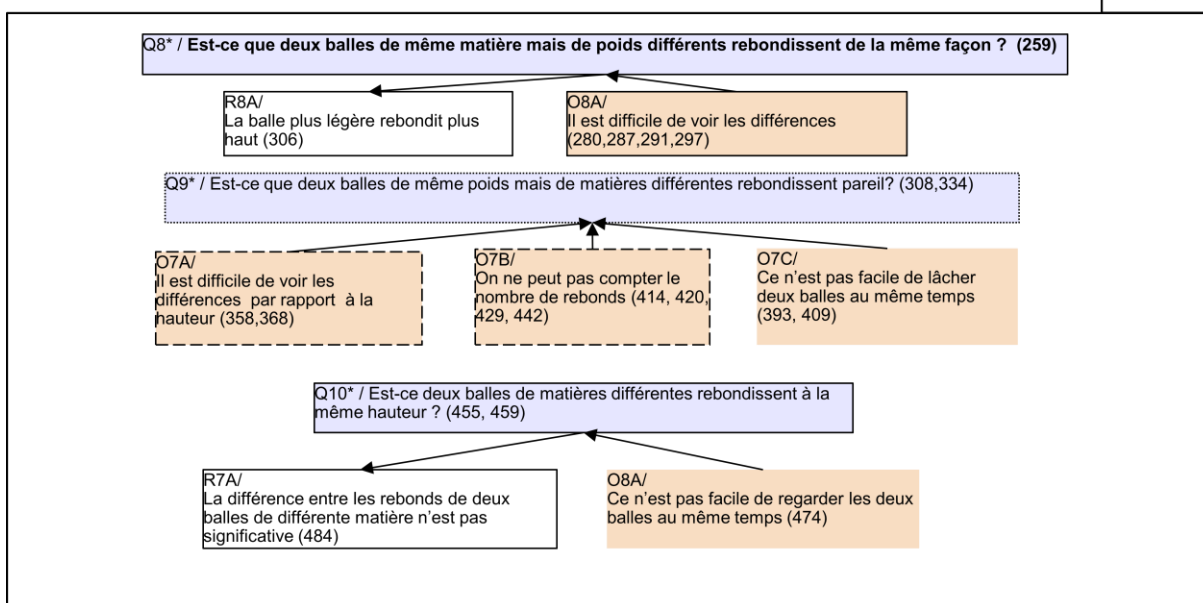 Q8* / Est-ce que deux balles de même matière mais de poids différents rebondissent de la même façon ? (259)
R8A/
La balle plus légère rebondit plus
haut (306)
O8A/
Il est difficile de voir les différences
(280,287,291,297)
Q9* / Est-ce que deux balles de même poids mais de matières différentes rebondissent pareil? (308,334)
O7A/
Il est difficile de voir les
différences par rapport à la
hauteur (358,368)
O7B/
On ne peut pas compter le
nombre de rebonds (414, 420,
429, 442)
O7C/
Ce n’est pas facile de lâcher
deux balles au même temps
(393, 409)
Q10* / Est-ce deux balles de matières différentes rebondissent à la
même hauteur ? (455, 459)
R7A/
La différence entre les rebonds de deux
balles de différente matière n’est pas
significative (484)
O8A/
Ce n’est pas facile de regarder les deux
balles au même temps (474)